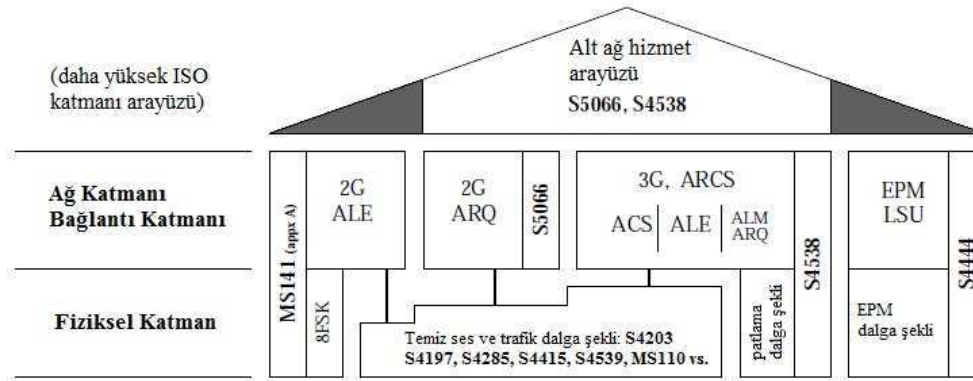 Alt ağ hizmet
arayüzü
S5066, S4538
(daha yüksek ISO
katmanı arayüzü)
Ağ Katmanı
Bağlantı Katmanı
MS141 (appx A)
2G
ALE
2G
ARQ
S5066
3G, ARCS
ACS
ALE
ALM
ARQ
S4538
EPM
LSU
S4444
Fiziksel Katman
8FSK
Temiz ses ve trafik dalga şekli: S4203
S4197, S4285, S4415, S4539, MS110 vs.
patlama
dalga şekli
EPM
dalga şekli